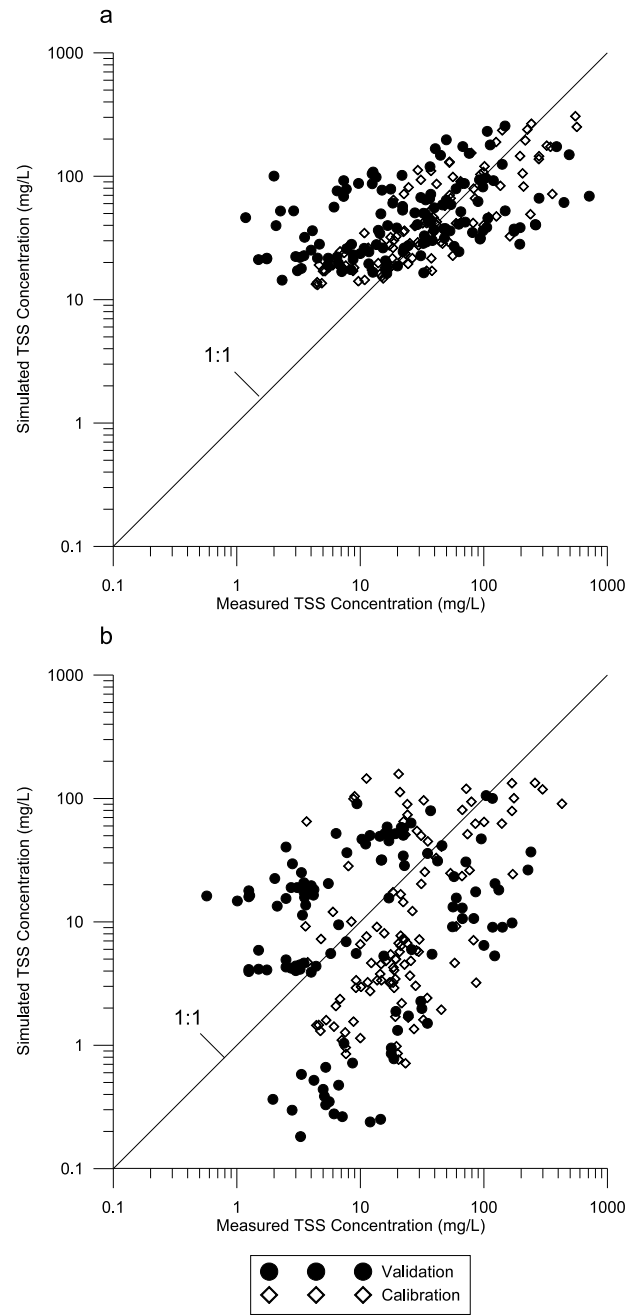 a
1000
100
10
1
0.1
Simulated TSS Concentration (mg/L)
1:1
0.1
1
10
100
1000
Measured TSS Concentration (mg/L)
b
1000
100
10
1
0.1
Simulated TSS Concentration (mg/L)
1:1
0.1
1
10
100
1000
Measured TSS Concentration (mg/L)
Validation
Calibration